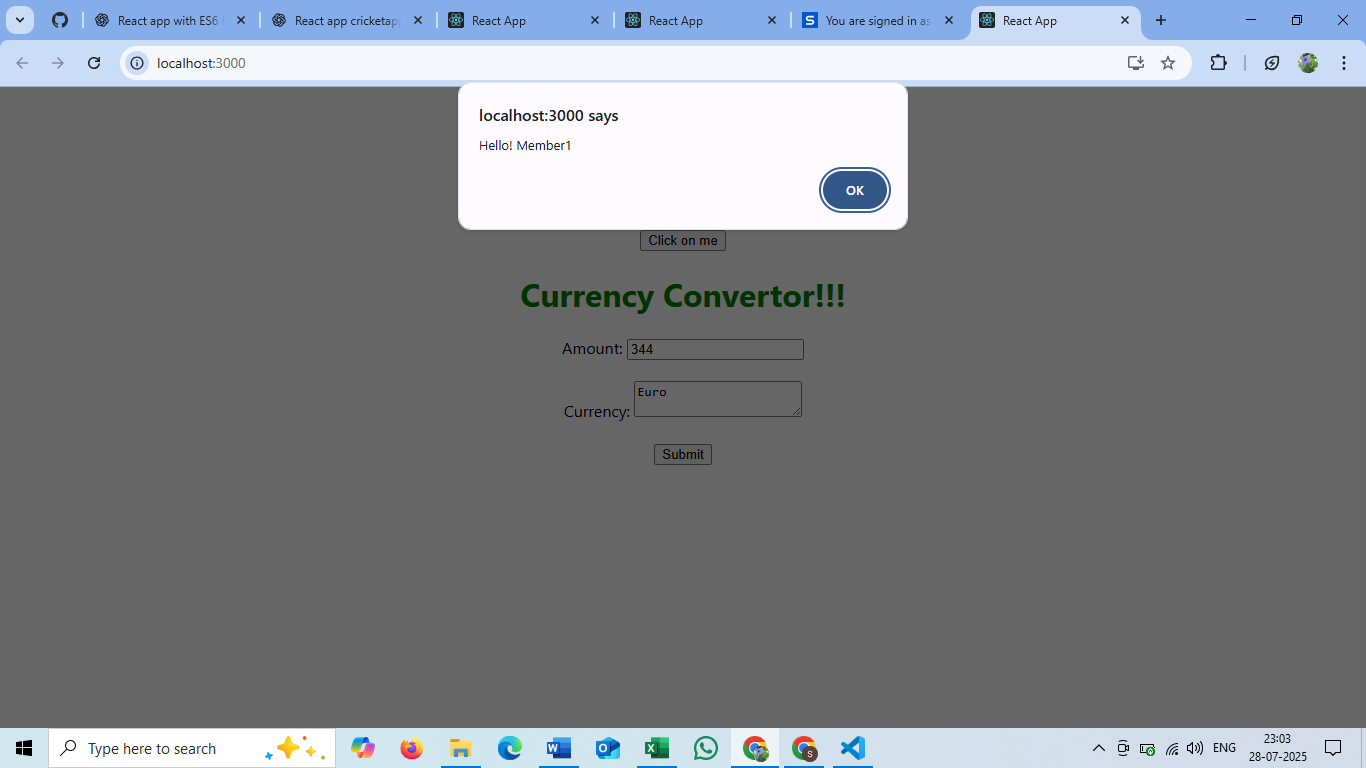 React app with ES6
React app cricketapp
React App
React App
You are signed in as
React App
localhost:3000
localhost:3000 says
Hello! Member1
OK
Click on me
Currency Convertor!!!
Amount: 344
Currency: Euro
Submit
Type here to search
S
ENG
23:03
28-07-2025